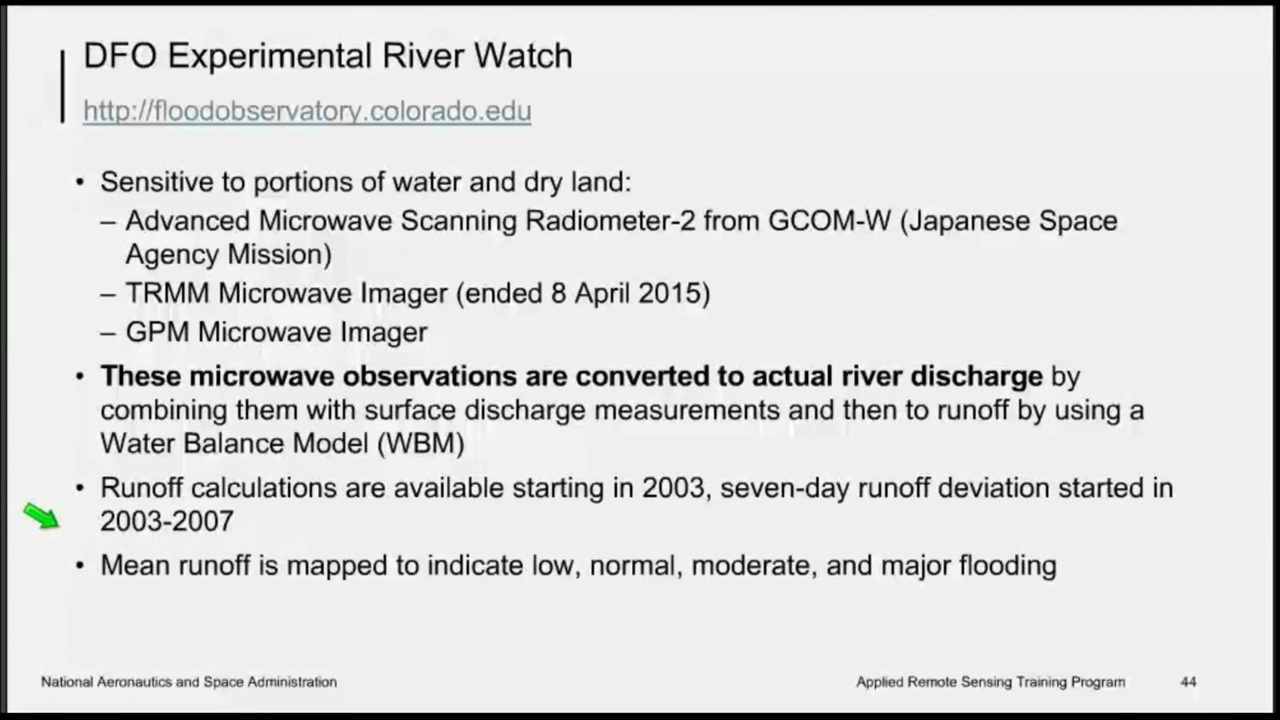 DFO Experimental River Watch
http://floodobservatory.colorado.edu
• Sensitive to portions of water and dry land:
– Advanced Microwave Scanning Radiometer-2 from GCOM-W (Japanese Space
Agency Mission)
– TRMM Microwave Imager (ended 8 April 2015)
– GPM Microwave Imager
• These microwave observations are converted to actual river discharge by
combining them with surface discharge measurements and then to runoff by using a
Water Balance Model (WBM)
• Runoff calculations are available starting in 2003, seven-day runoff deviation started in
2003-2007
• Mean runoff is mapped to indicate low, normal, moderate, and major flooding
National Aeronautics and Space Administration
Applied Remote Sensing Training Program
44